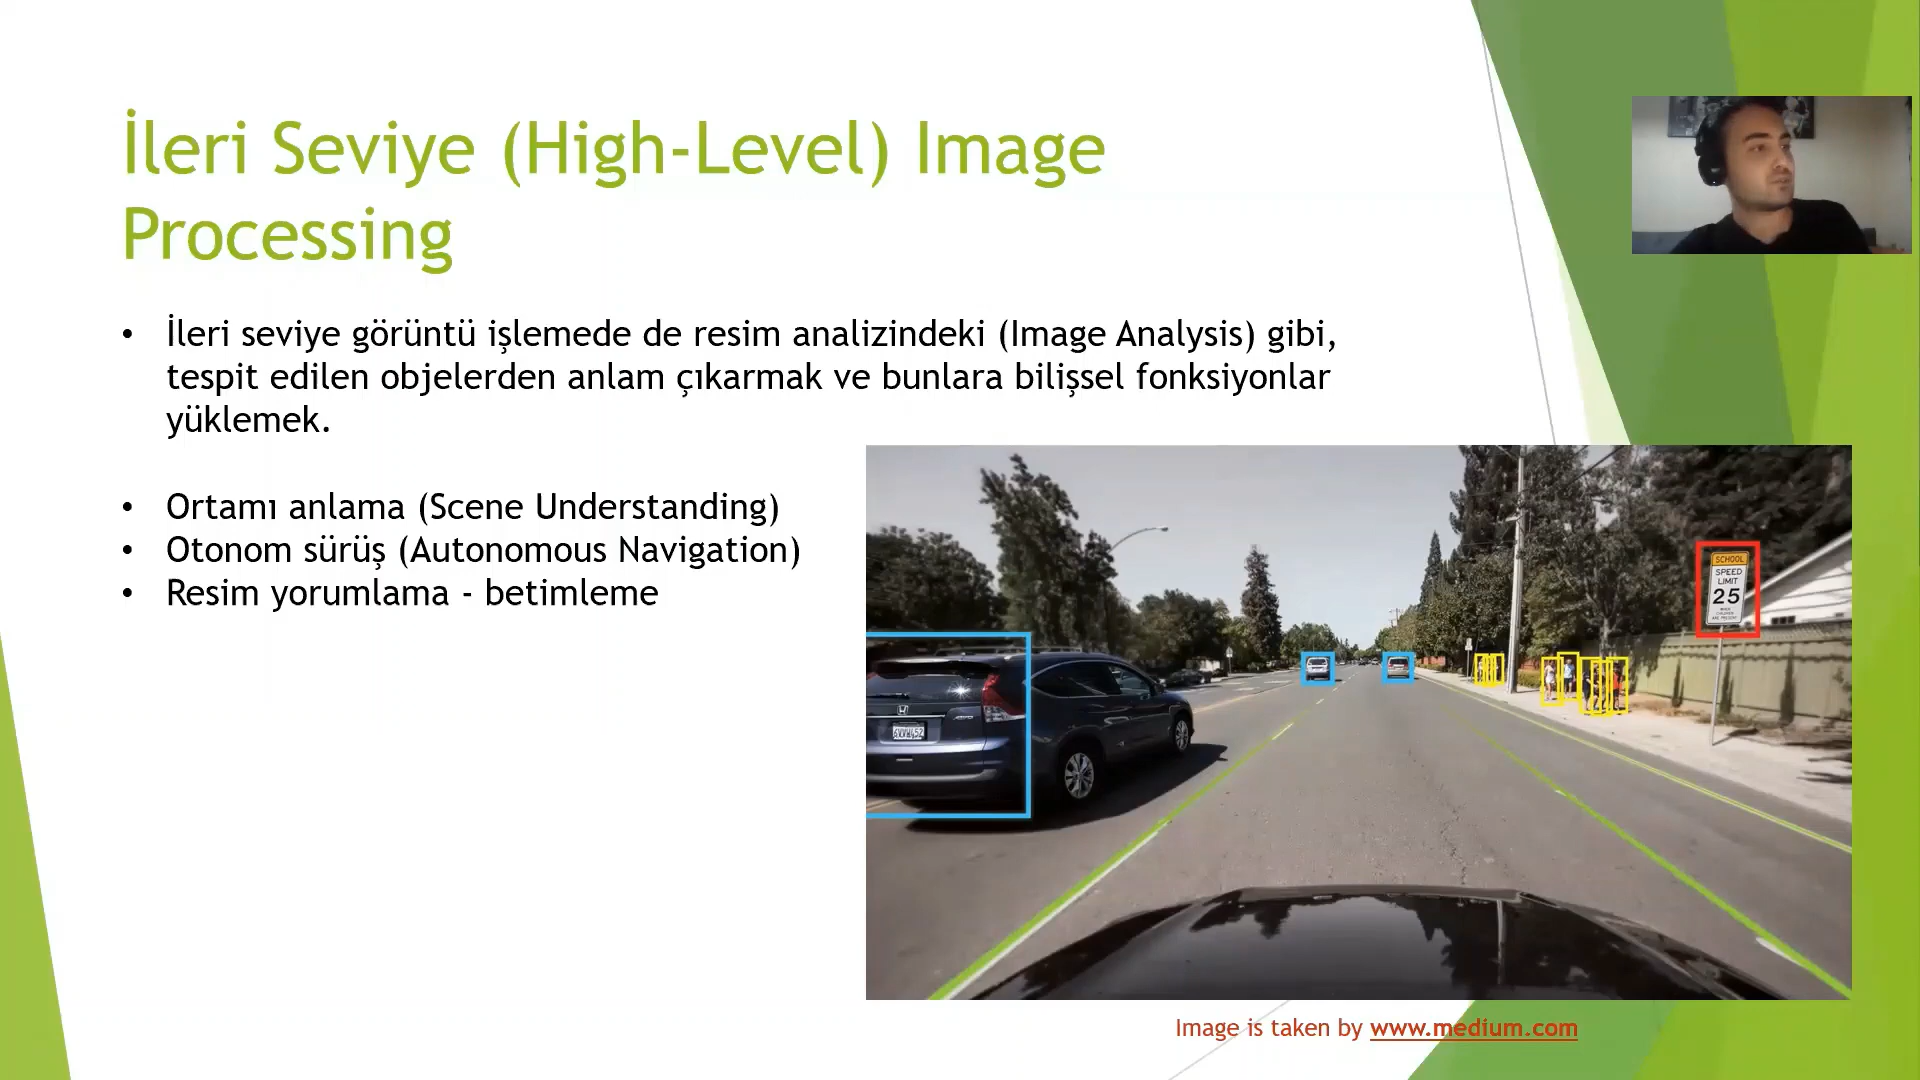 İleri Seviye (High-Level) Image
Processing
• İleri seviye görüntü işlemede de resim analizindeki (Image Analysis) gibi,
tespit edilen objelerden anlam çıkarmak ve bunlara bilişsel fonksiyonlar
yüklemek.
• Ortamı anlama (Scene Understanding)
• Otonom sürüş (Autonomous Navigation)
• Resim yorumlama - betimleme
SCHOOL
SPEED
LIMIT
25
Image is taken by www.medium.com